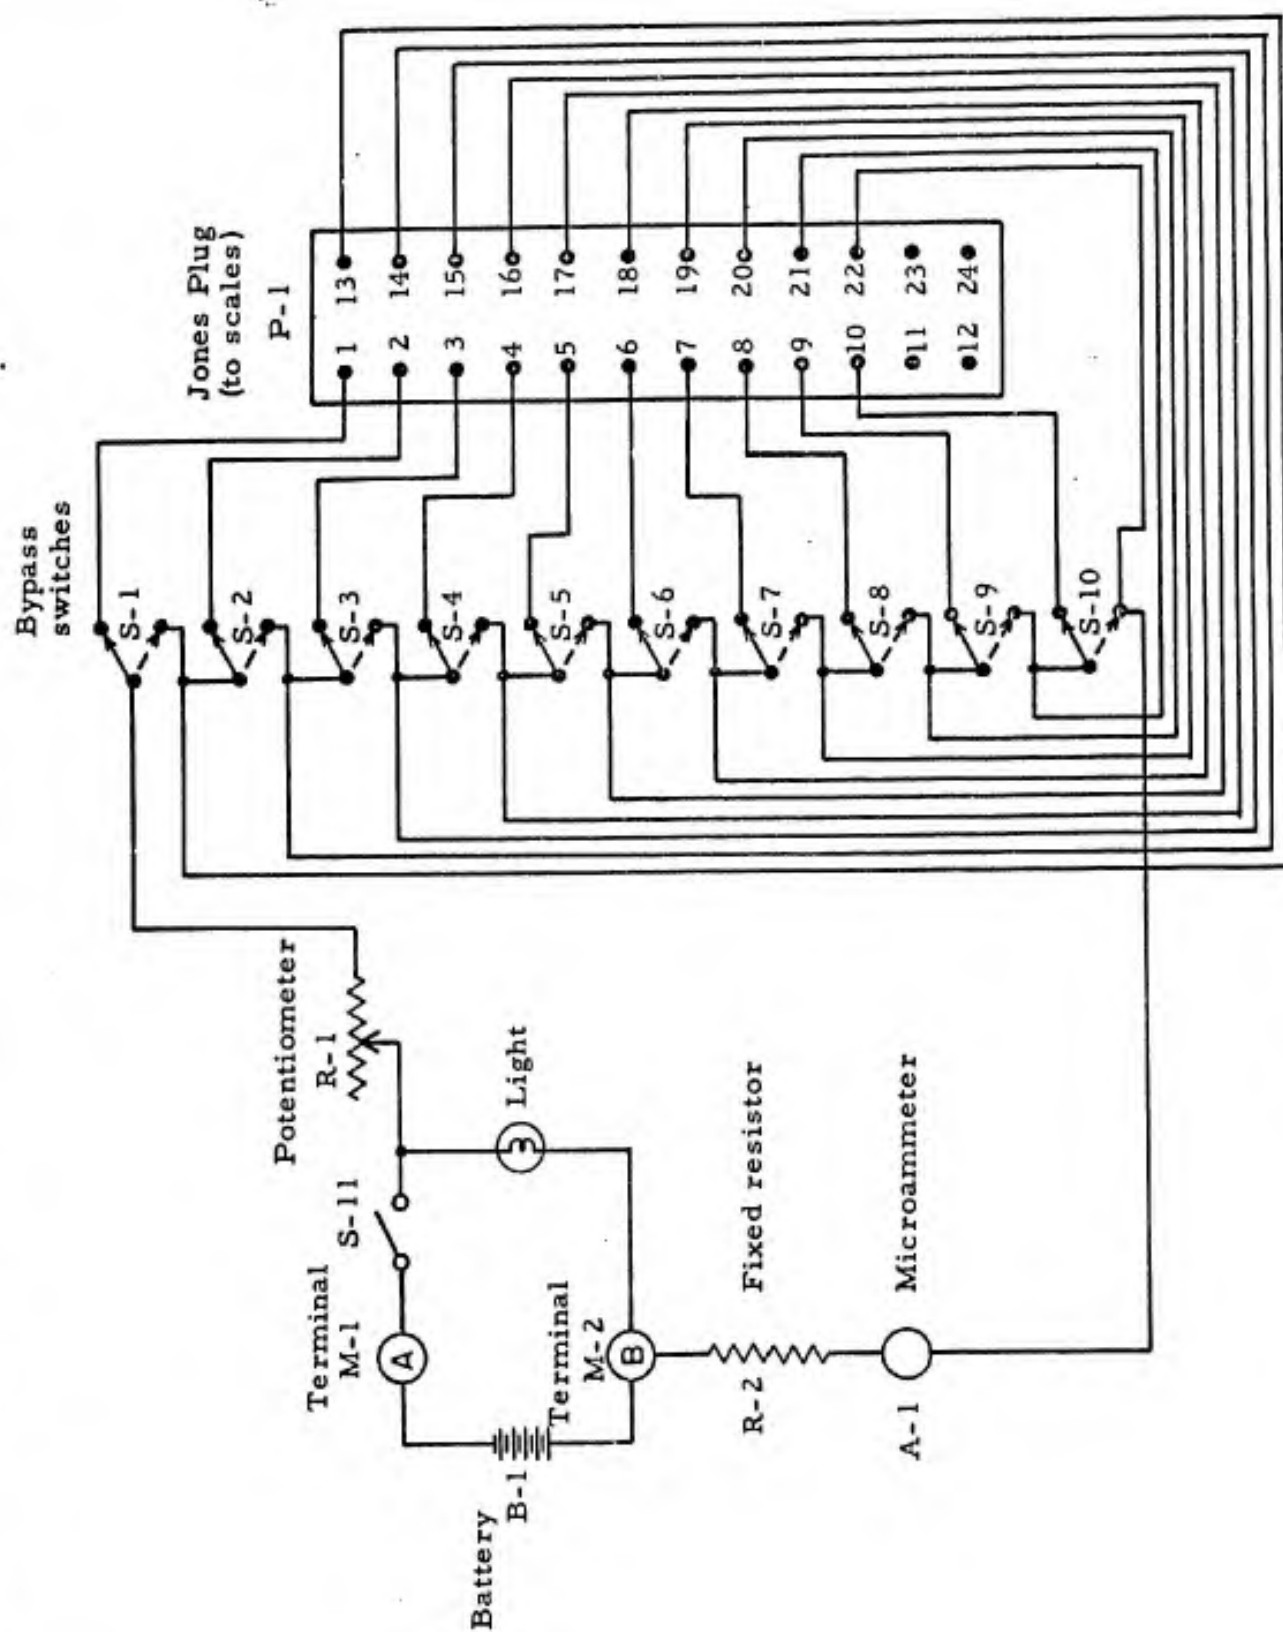 Jones Plug
(to scales)
P-1
1 13
2 14
3 15
4 16
5 17
6 18
7 19
8 20
9 21
10 22
11 23
12 24
Bypass
switches
S-1
S-2
S-3
S-4
S-5
S-6
S-7
S-8
S-9
S-10
Potentiometer
R-1
Light
S-11
Terminal
M-1
A
Terminal
M-2
B
Battery
B-1
R-2
Fixed resistor
A-1
Microammeter